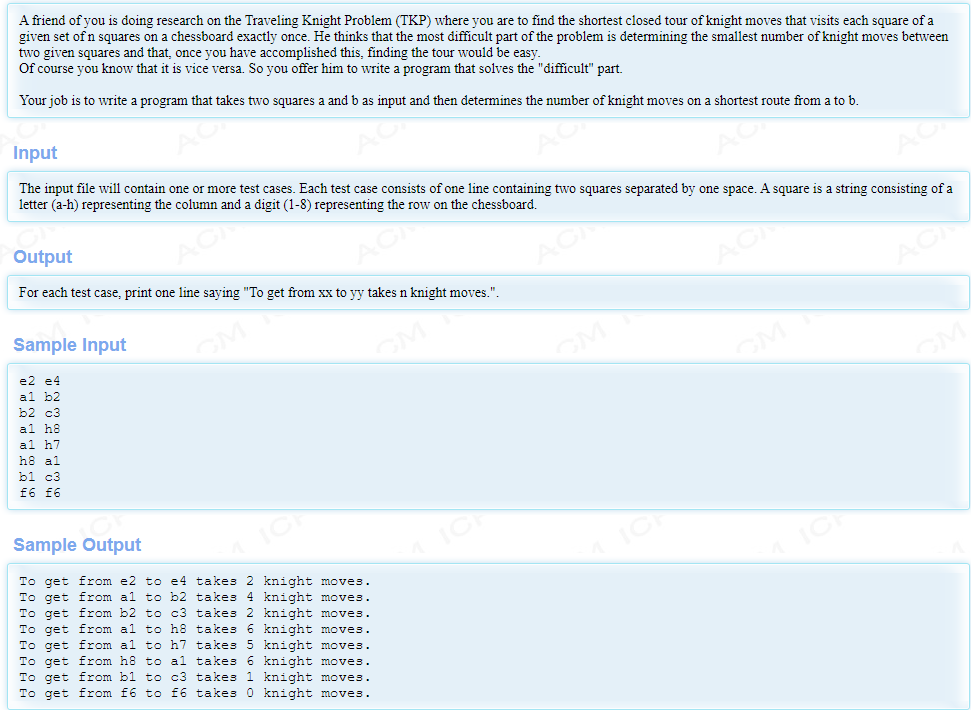 A friend of you is doing research on the Traveling Knight Problem (TKP) where you are to find the shortest closed tour of knight moves that visits each square of a
given set of n squares on a chessboard exactly once. He thinks that the most difficult part of the problem is determining the smallest number of knight moves between
two given squares and that, once you have accomplished this, finding the tour would be easy.
Of course you know that it is vice versa. So you offer him to write a program that solves the "difficult" part.
Your job is to write a program that takes two squares a and b as input and then determines the number of knight moves on a shortest route from a to b.
Input
The input file will contain one or more test cases. Each test case consists of one line containing two squares separated by one space. A square is a string consisting of a
letter (a-h) representing the column and a digit (1-8) representing the row on the chessboard.
Output
For each test case, print one line saying "To get from xx to yy takes n knight moves.".
Sample Input
e2 e4
a1 b2
b2 c3
a1 h8
a1 h7
h8 a1
b1 c3
f6 f6
Sample Output
To get from e2 to e4 takes 2 knight moves.
To get from a1 to b2 takes 4 knight moves.
To get from b2 to c3 takes 2 knight moves.
To get from a1 to h8 takes 6 knight moves.
To get from a1 to h7 takes 5 knight moves.
To get from h8 to a1 takes 6 knight moves.
To get from b1 to c3 takes 1 knight moves.
To get from f6 to f6 takes 0 knight moves.